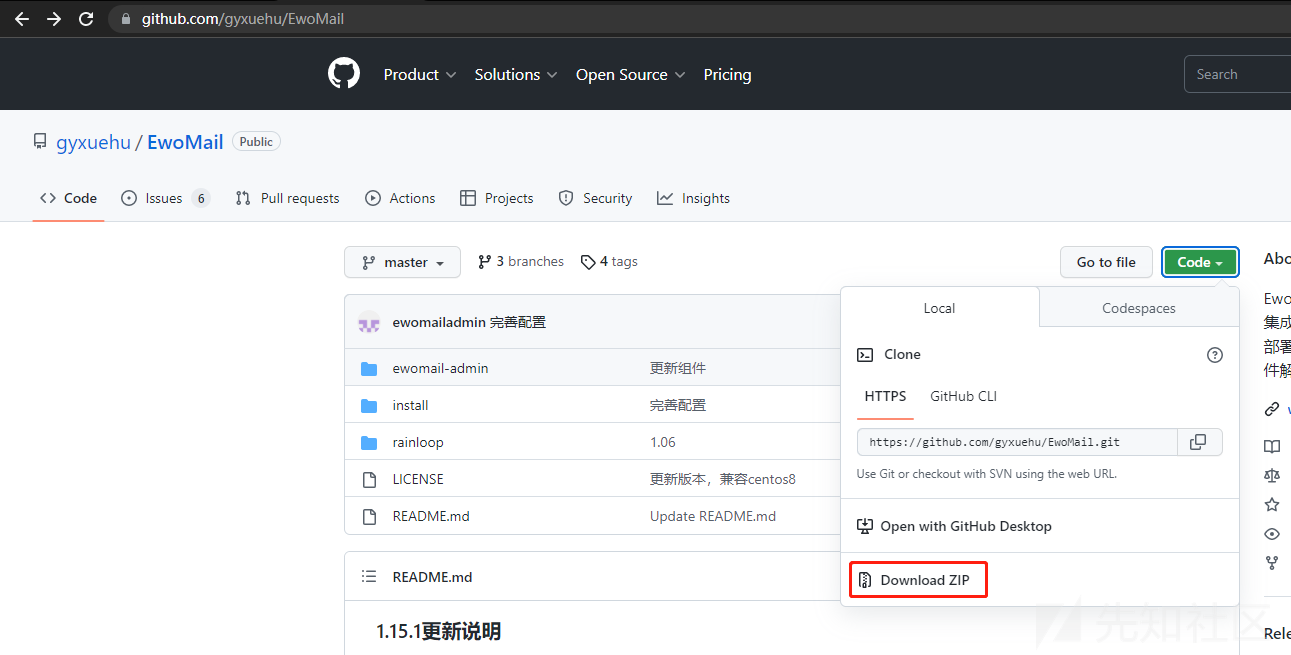 github.com/gyxuehu/EwoMail
Product Solutions Open Source Pricing Search
gyxuehu / EwoMail Public
Code Issues 6 Pull requests Actions Projects Security Insights
master 3 branches 4 tags Go to file Code
Abo
ewomailadmin 完善配置
ewomail-admin 更新组件
install 完善配置
rainloop 1.06
LICENSE 更新版本，兼容centos8
README.md Update README.md
README.md
1.15.1更新说明
Local Codespaces
Clone
HTTPS GitHub CLI
https://github.com/gyxuehu/EwoMail.git
Use Git or checkout with SVN using the web URL.
Open with GitHub Desktop
Download ZIP
Ewo
集成
部署
件解
Rele
先知社区